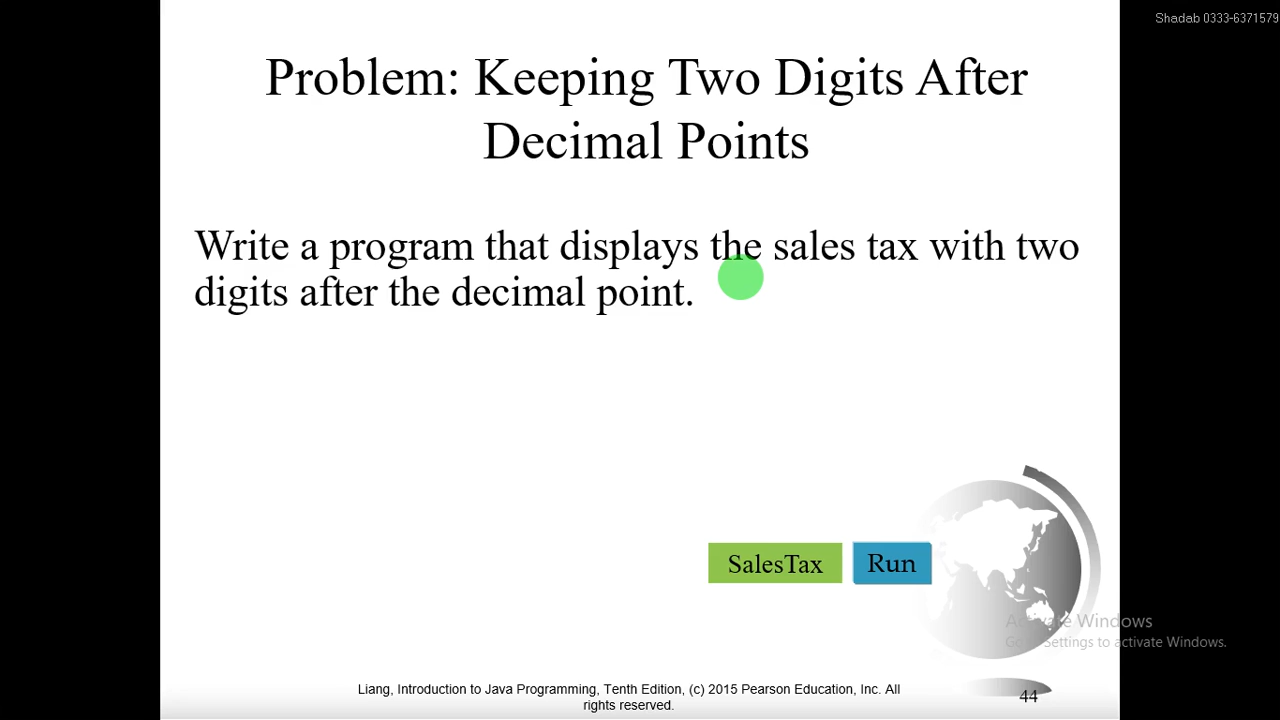 Shadab 0333-6371579
Problem: Keeping Two Digits After
Decimal Points
Write a program that displays the sales tax with two
digits after the decimal point.
SalesTax
Run
Activate Windows
Go to Settings to activate Windows.
Liang, Introduction to Java Programming, Tenth Edition, (c) 2015 Pearson Education, Inc. All
rights reserved.
44